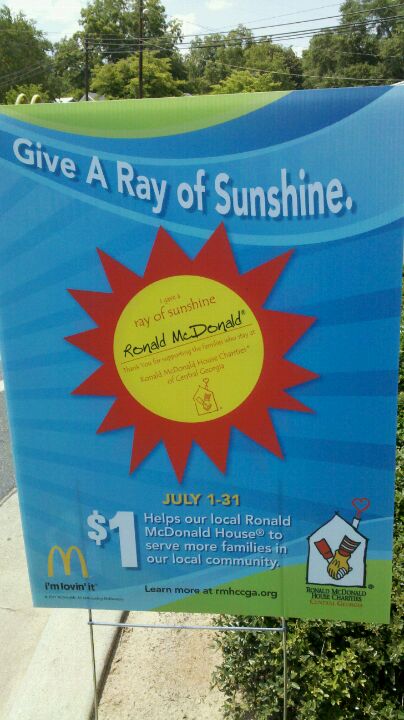 Give A Ray of Sunshine.
I gave a
ray of sunshine
Ronald McDonald®
Thank You for supporting the families who stay at
Ronald McDonald House Charities®
of Central Georgia
JULY 1-31
$1 Helps our local Ronald
McDonald House® to
serve more families in
our local community.
i'm lovin' it™
Learn more at rmhccga.org
RONALD MCDONALD
HOUSE CHARITIES®
CENTRAL GEORGIA